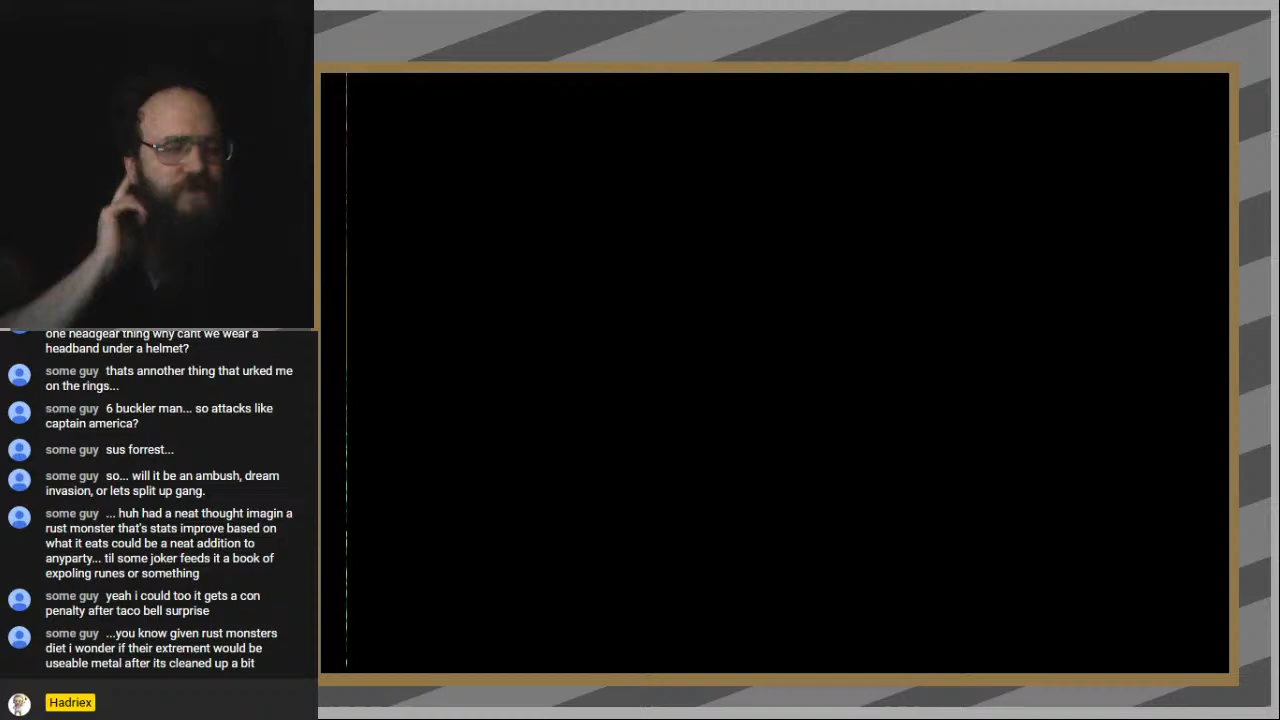 one headgear thing why cant we wear a
headband under a helmet?
some guy thats annother thing that urked me
on the rings...
some guy 6 buckler man... so attacks like
captain america?
some guy sus forrest...
some guy so... will it be an ambush, dream
invasion, or lets split up gang.
some guy ... huh had a neat thought imagin a
rust monster that's stats improve based on
what it eats could be a neat addition to
anyparty... til some joker feeds it a book of
expoling runes or something
some guy yeah i could too it gets a con
penalty after taco bell surprise
some guy ...you know given rust monsters
diet i wonder if their extrement would be
useable metal after its cleaned up a bit
Hadriex